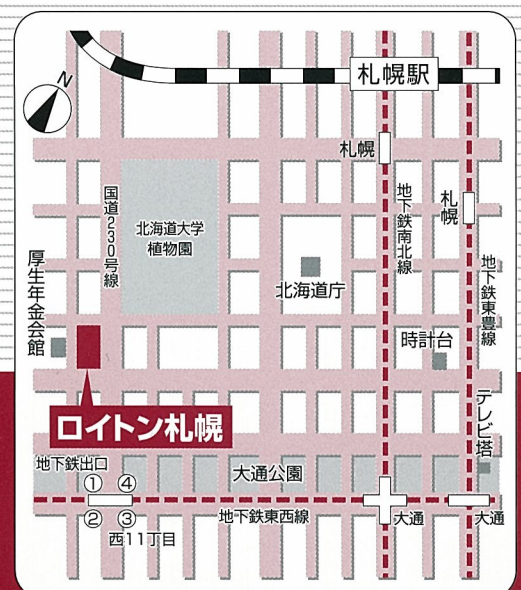 札幌駅
N
札幌
札幌
国道230号線
北海道大学
植物園
地下鉄南北線
地下鉄東豊線
北海道庁
厚生年金会館
時計台
ロイトン札幌
テレビ塔
地下鉄出口
大通公園
① ④
② ③
西11丁目
地下鉄東西線
大通
大通